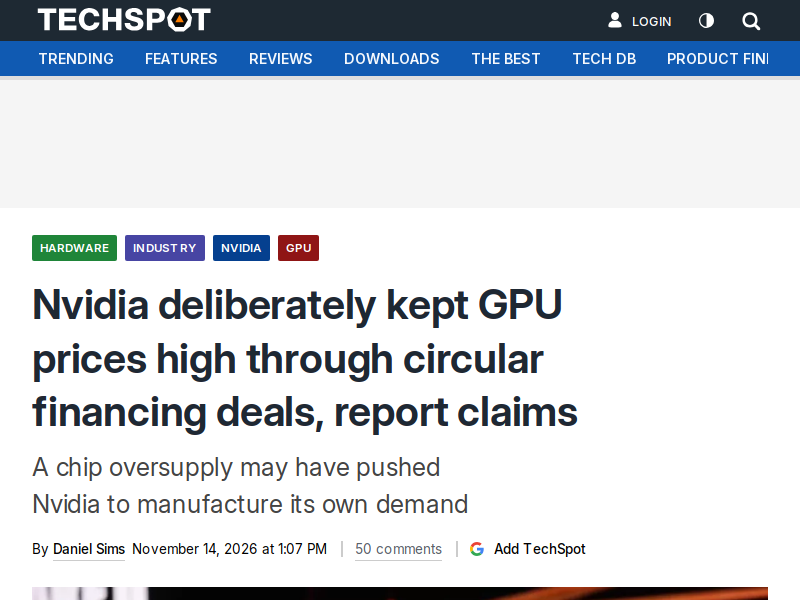 TECHSPOT
LOGIN
TRENDING FEATURES REVIEWS DOWNLOADS THE BEST TECH DB PRODUCT FIN
HARDWARE INDUSTRY NVIDIA GPU
Nvidia deliberately kept GPU
prices high through circular
financing deals, report claims
A chip oversupply may have pushed
Nvidia to manufacture its own demand
By Daniel Sims November 14, 2026 at 1:07 PM 50 comments Add TechSpot